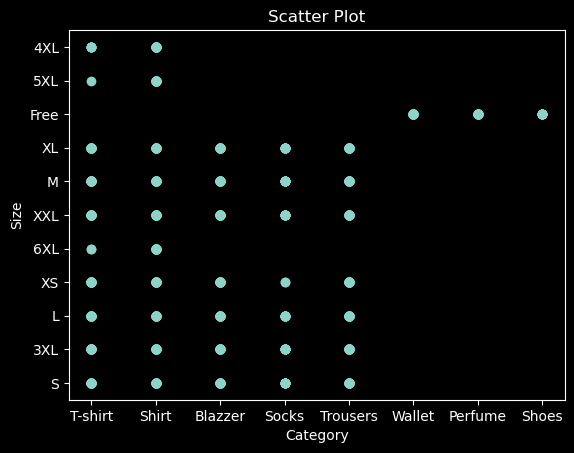 Scatter Plot
4XL
5XL
Free
XL
M
XXL
6XL
XS
L
3XL
S
Size
T-shirt Shirt Blazzer Socks Trousers Wallet Perfume Shoes
Category